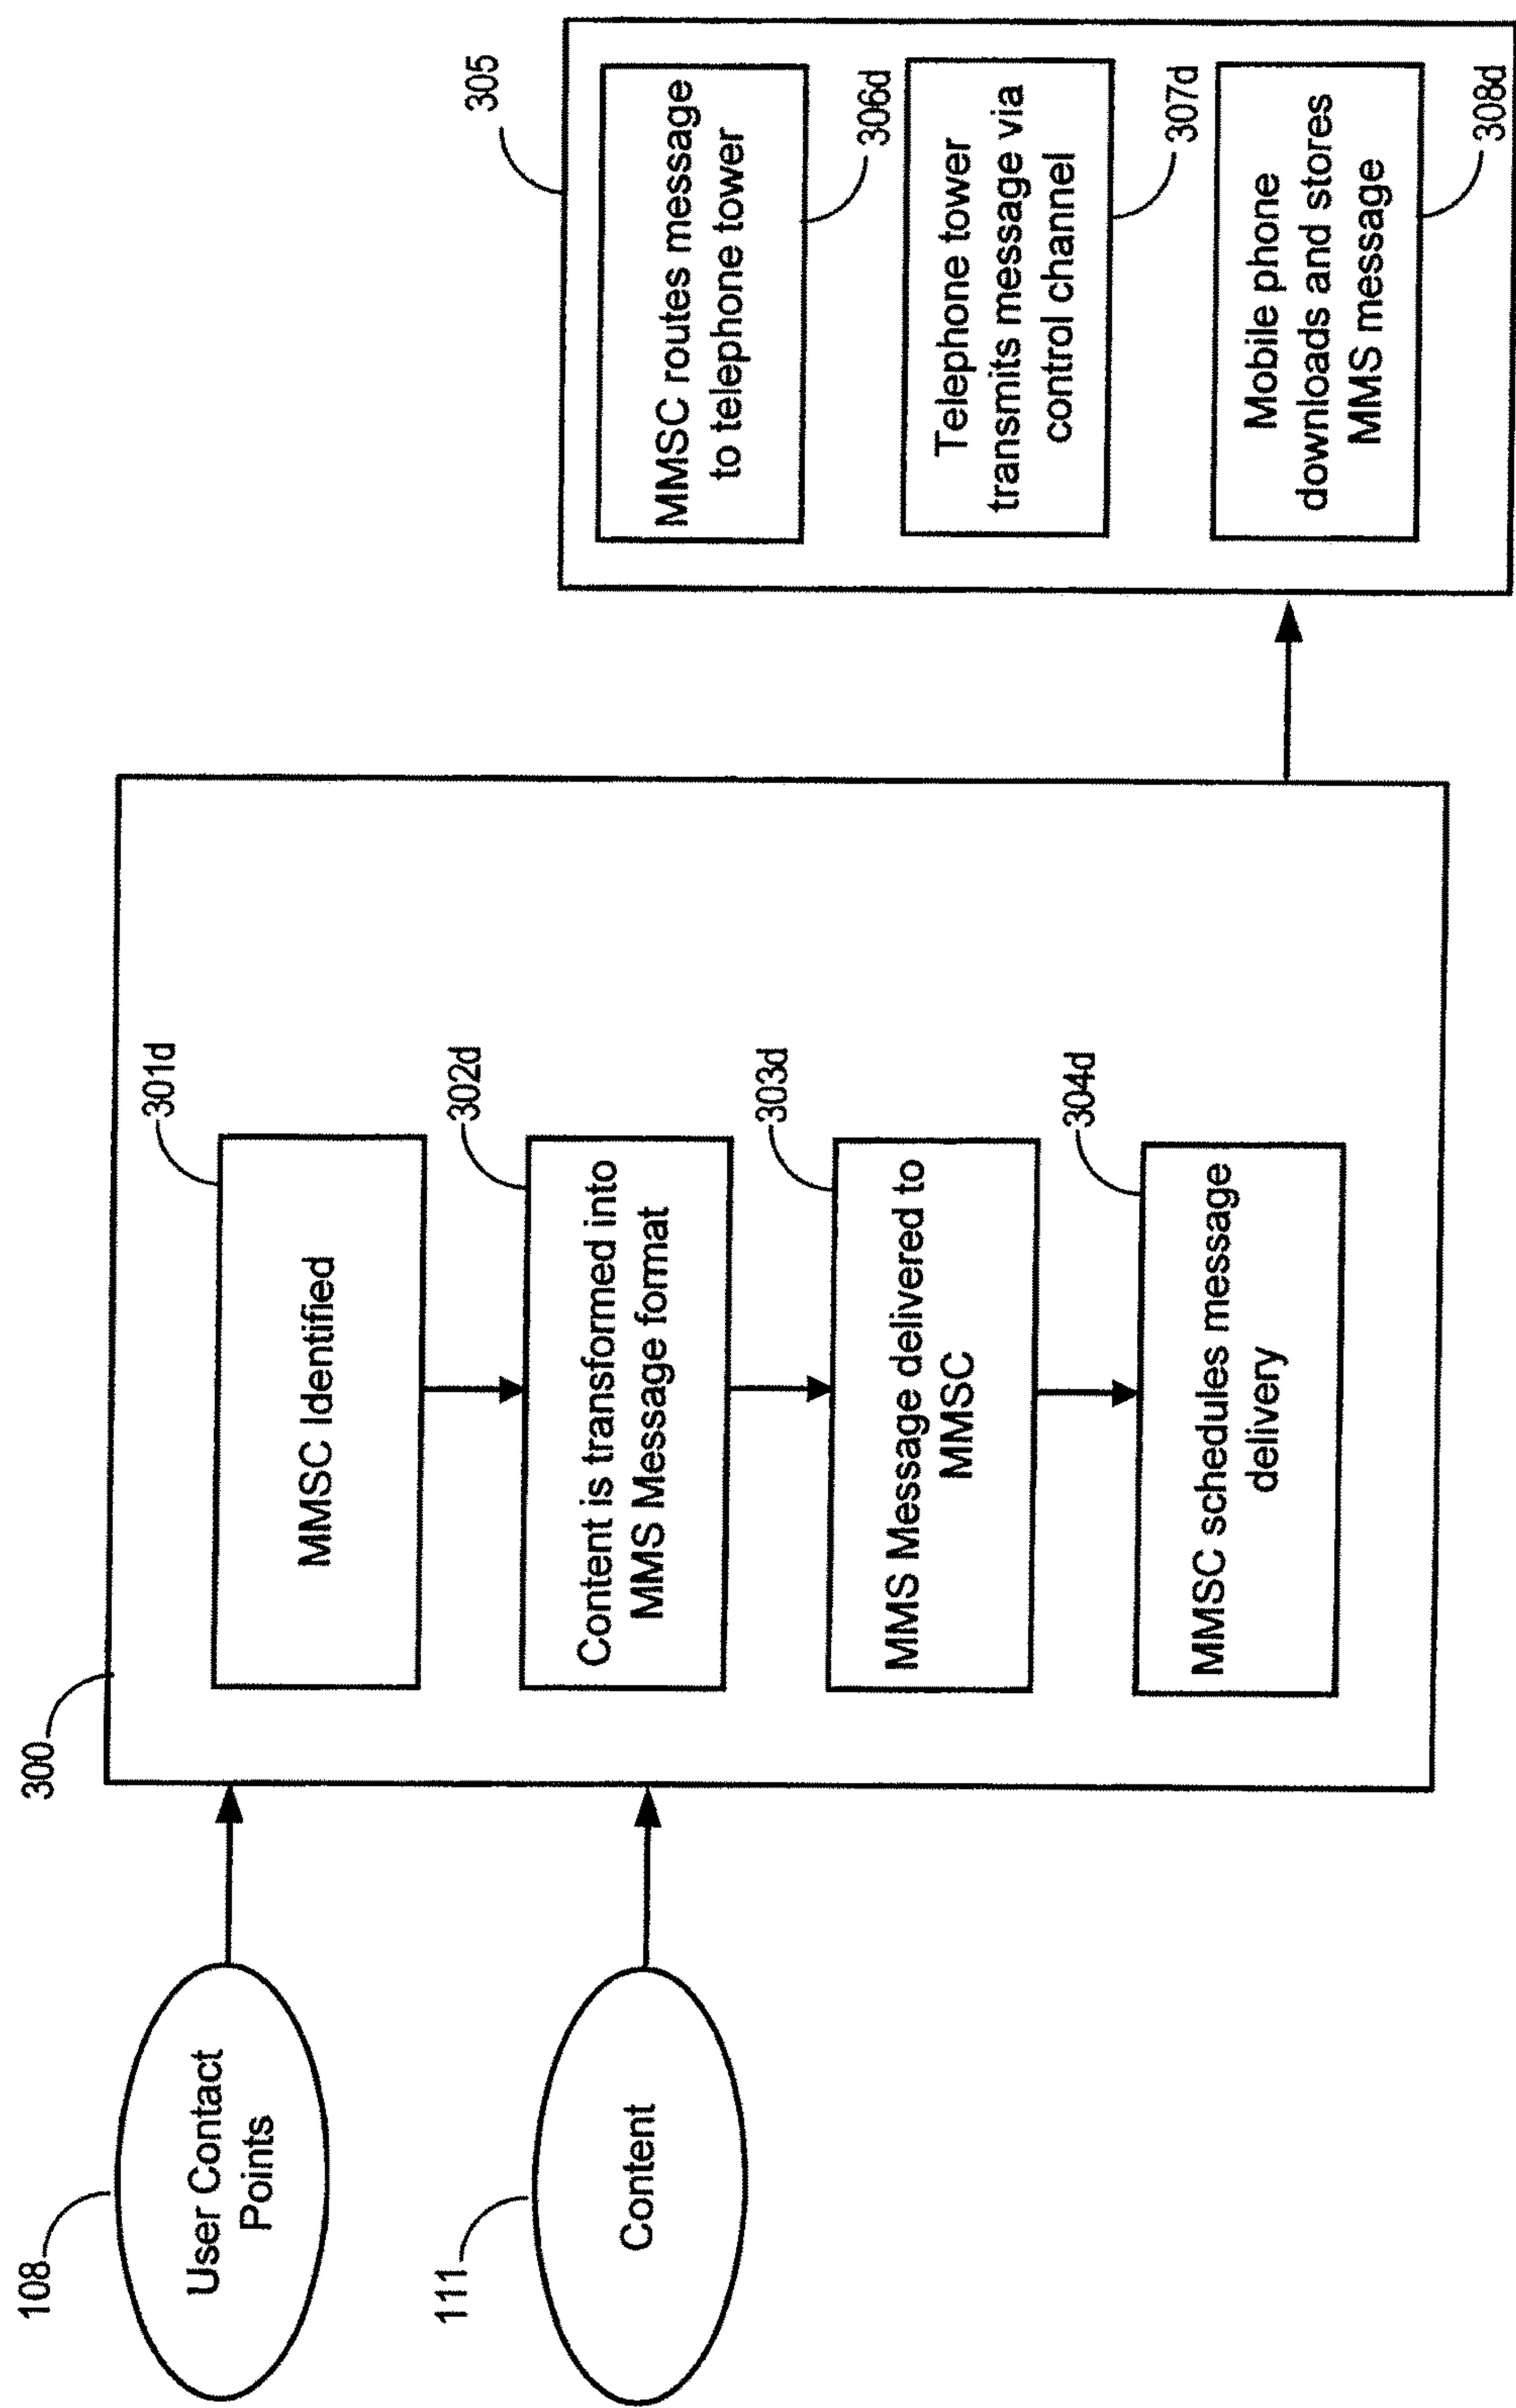 108
User Contact
Points
111
Content
300
301d
MMSC Identified
302d
Content is transformed into
MMS Message format
303d
MMS Message delivered to
MMSC
304d
MMSC schedules message
delivery
305
MMSC routes message
to telephone tower
306d
Telephone tower
transmits message via
control channel
307d
Mobile phone
downloads and stores
MMS message
308d